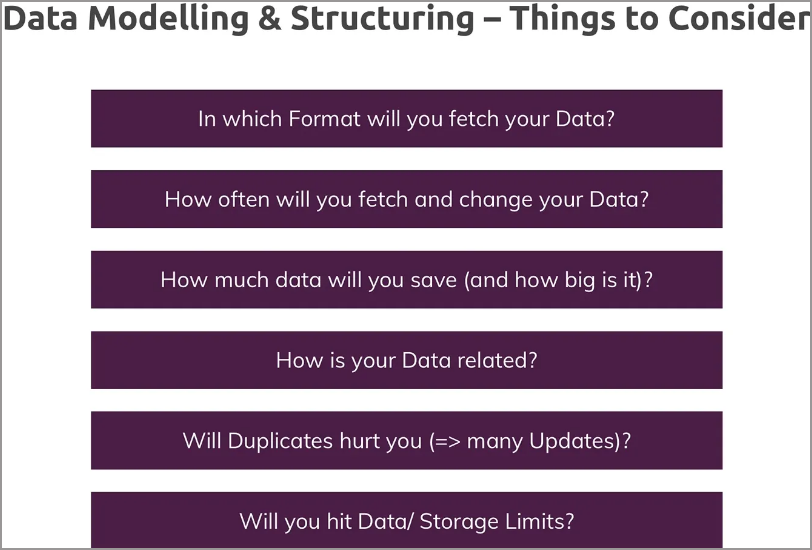 Data Modelling & Structuring – Things to Consider
In which Format will you fetch your Data?
How often will you fetch and change your Data?
How much data will you save (and how big is it)?
How is your Data related?
Will Duplicates hurt you (=> many Updates)?
Will you hit Data/ Storage Limits?